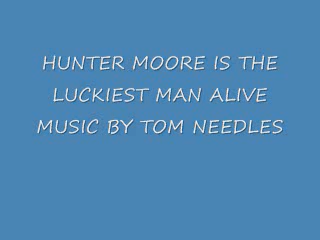 HUNTER MOORE IS THE
LUCKIEST MAN ALIVE
MUSIC BY TOM NEEDLES